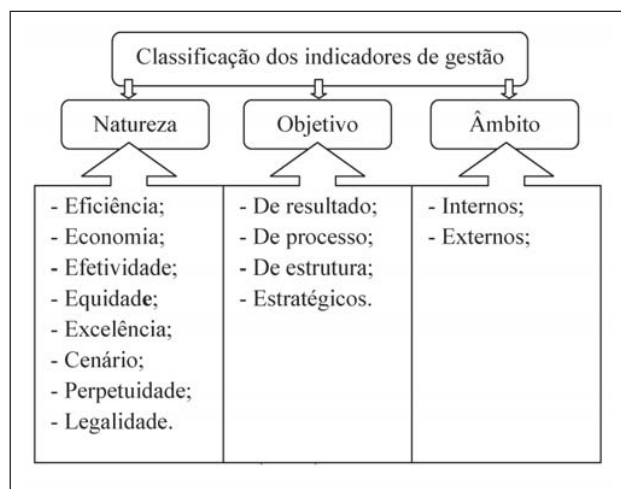 Classificação dos indicadores de gestão
Natureza
Objetivo
Âmbito
- Eficiência;
- Economia;
- Efetividade;
- Equidade;
- Excelência;
- Cenário;
- Perpetuidade;
- Legalidade.
- De resultado;
- De processo;
- De estrutura;
- Estratégicos.
- Internos;
- Externos;